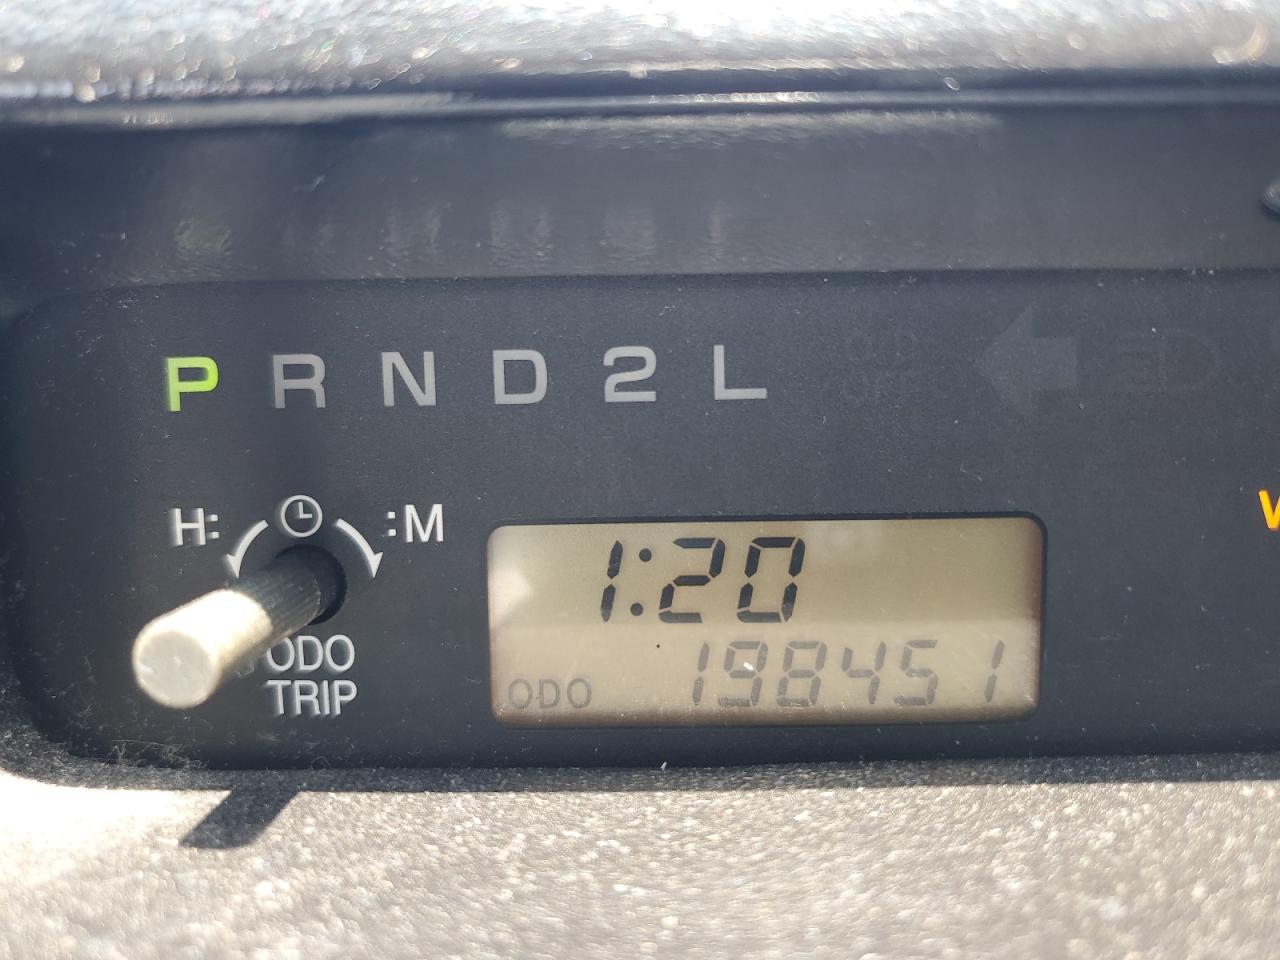 P R N D 2 L
H: :M
ODO
TRIP
1:20
ODO 198451